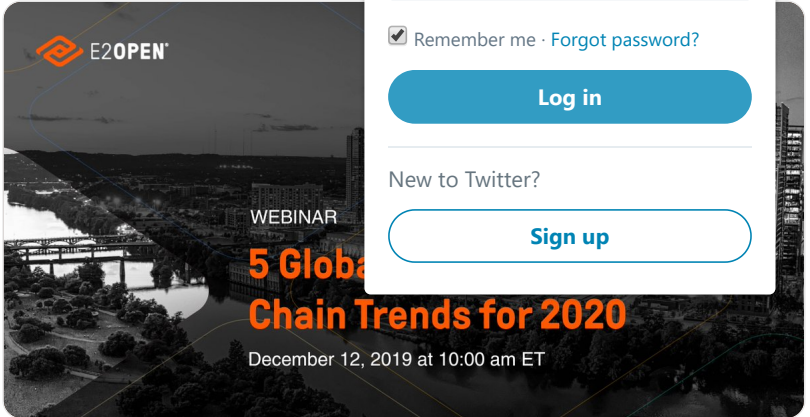 E2OPEN
Remember me · Forgot password?
Log in
New to Twitter?
Sign up
WEBINAR
5
Chain Trends for 2020
December 12, 2019 at 10:00 am ET